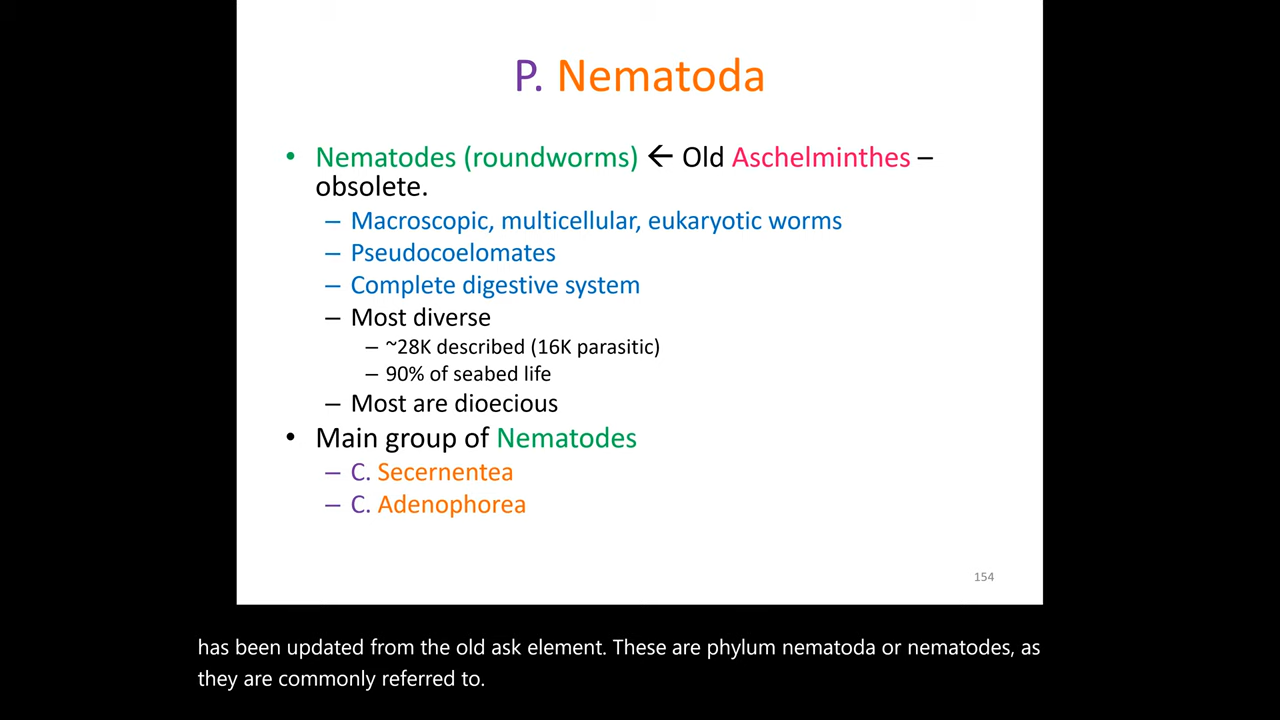 P. Nematoda
• Nematodes (roundworms) ← Old Aschelminthes –
obsolete.
– Macroscopic, multicellular, eukaryotic worms
– Pseudocoelomates
– Complete digestive system
– Most diverse
– ~28K described (16K parasitic)
– 90% of seabed life
– Most are dioecious
• Main group of Nematodes
– C. Secernentea
– C. Adenophorea
154
has been updated from the old ask element. These are phylum nematoda or nematodes, as
they are commonly referred to.